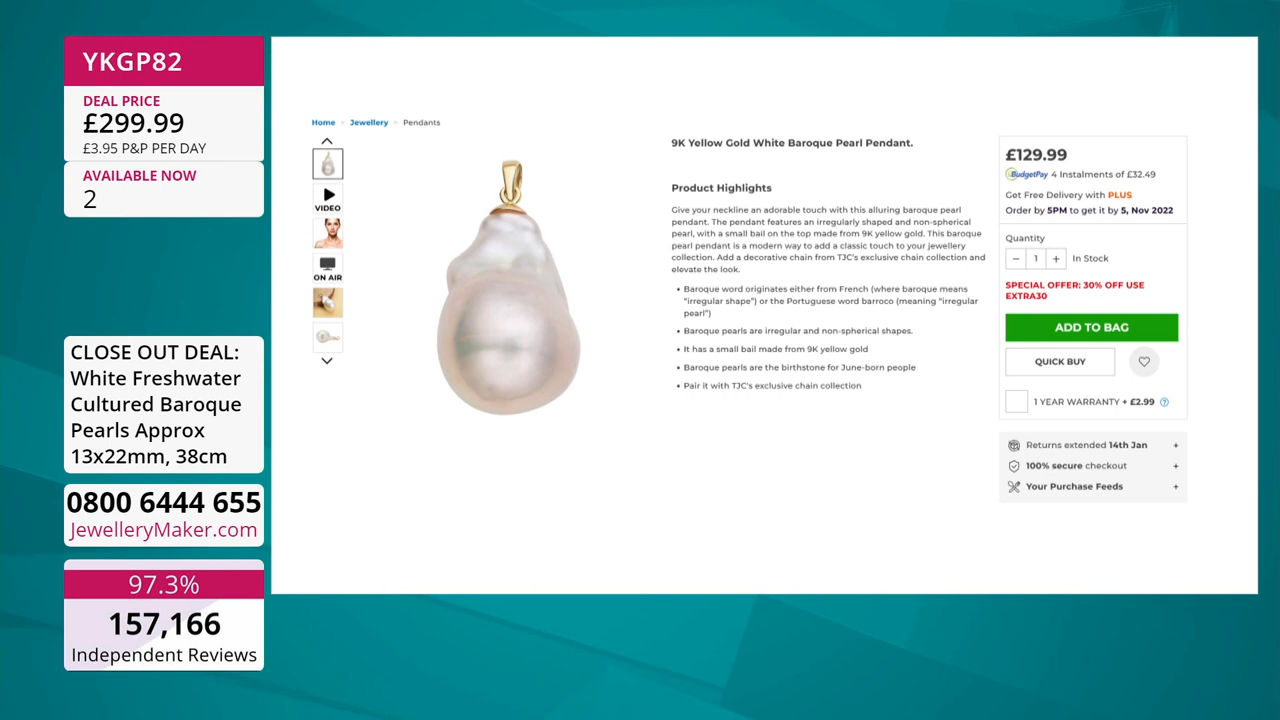 YKGP82
DEAL PRICE
£299.99
£3.95 P&P PER DAY
AVAILABLE NOW
2
CLOSE OUT DEAL:
White Freshwater
Cultured Baroque
Pearls Approx
13x22mm, 38cm
0800 6444 655
JewelleryMaker.com
97.3%
157,166
Independent Reviews
Home > Jewellery > Pendants
VIDEO
ON AIR
9K Yellow Gold White Baroque Pearl Pendant.
Product Highlights
Give your neckline an adorable touch with this alluring baroque pearl
pendant. The pendant features an irregularly shaped and non-spherical
pearl, with a small bail on the top made from 9K yellow gold. This baroque
pearl pendant is a modern way to add a classic touch to your jewellery
collection. Add a decorative chain from TJC's exclusive chain collection and
elevate the look.
• Baroque word originates either from French (where baroque means
"irregular shape") or the Portuguese word barroco (meaning "irregular
pearl")
• Baroque pearls are irregular and non-spherical shapes.
• It has a small bail made from 9K yellow gold
• Baroque pearls are the birthstone for June-born people
• Pair it with TJC's exclusive chain collection
£129.99
BudgetPay 4 Instalments of £32.49
Get Free Delivery with PLUS
Order by 5PM to get it by 5, Nov 2022
Quantity
− 1 + In Stock
SPECIAL OFFER: 30% OFF USE
EXTRA30
ADD TO BAG
QUICK BUY
1 YEAR WARRANTY + £2.99 ?
Returns extended 14th Jan +
100% secure checkout +
Your Purchase Feeds +